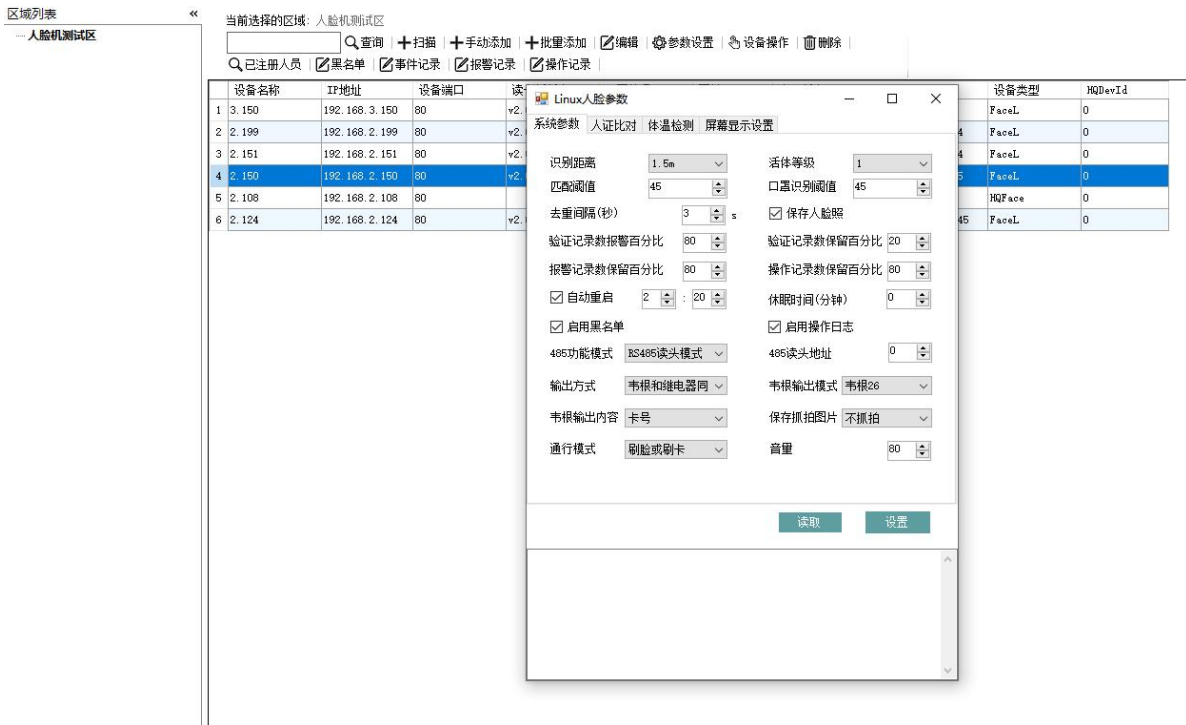 区域列表 «
人脸机测试区
当前选择的区域: 人脸机测试区
查询 扫描 手动添加 批里添加 编辑 参数设置 设备操作 删除
已注册人员 黑名单 事件记录 报警记录 操作记录
设备名称 IP地址 设备端口 设备类型 HQDevId
1 3.150 192.168.3.150 80 v2. FaceL 0
2 2.199 192.168.2.199 80 v2. 4 FaceL 0
3 2.151 192.168.2.151 80 v2. 4 FaceL 0
4 2.150 192.168.2.150 80 v2. 5 FaceL 0
5 2.108 192.168.2.108 80 HQFace 0
6 2.124 192.168.2.124 80 v2. 45 FaceL 0
Linux人脸参数
系统参数 人证比对 体温检测 屏幕显示设置
识别距离 1.5m 活体等级 1
匹配阈值 45 口罩识别阈值 45
去重间隔(秒) 3 s 保存人脸照
验证记录数报警百分比 80 验证记录数保留百分比 20
报警记录数保留百分比 80 操作记录数保留百分比 80
自动重启 2 : 20 休眠时间(分钟) 0
启用黑名单 启用操作日志
485功能模式 RS485读头模式 485读头地址 0
输出方式 韦根和继电器同 韦根输出模式 韦根26
韦根输出内容 卡号 保存抓拍图片 不抓拍
通行模式 刷脸或刷卡 音量 80
读取 设置